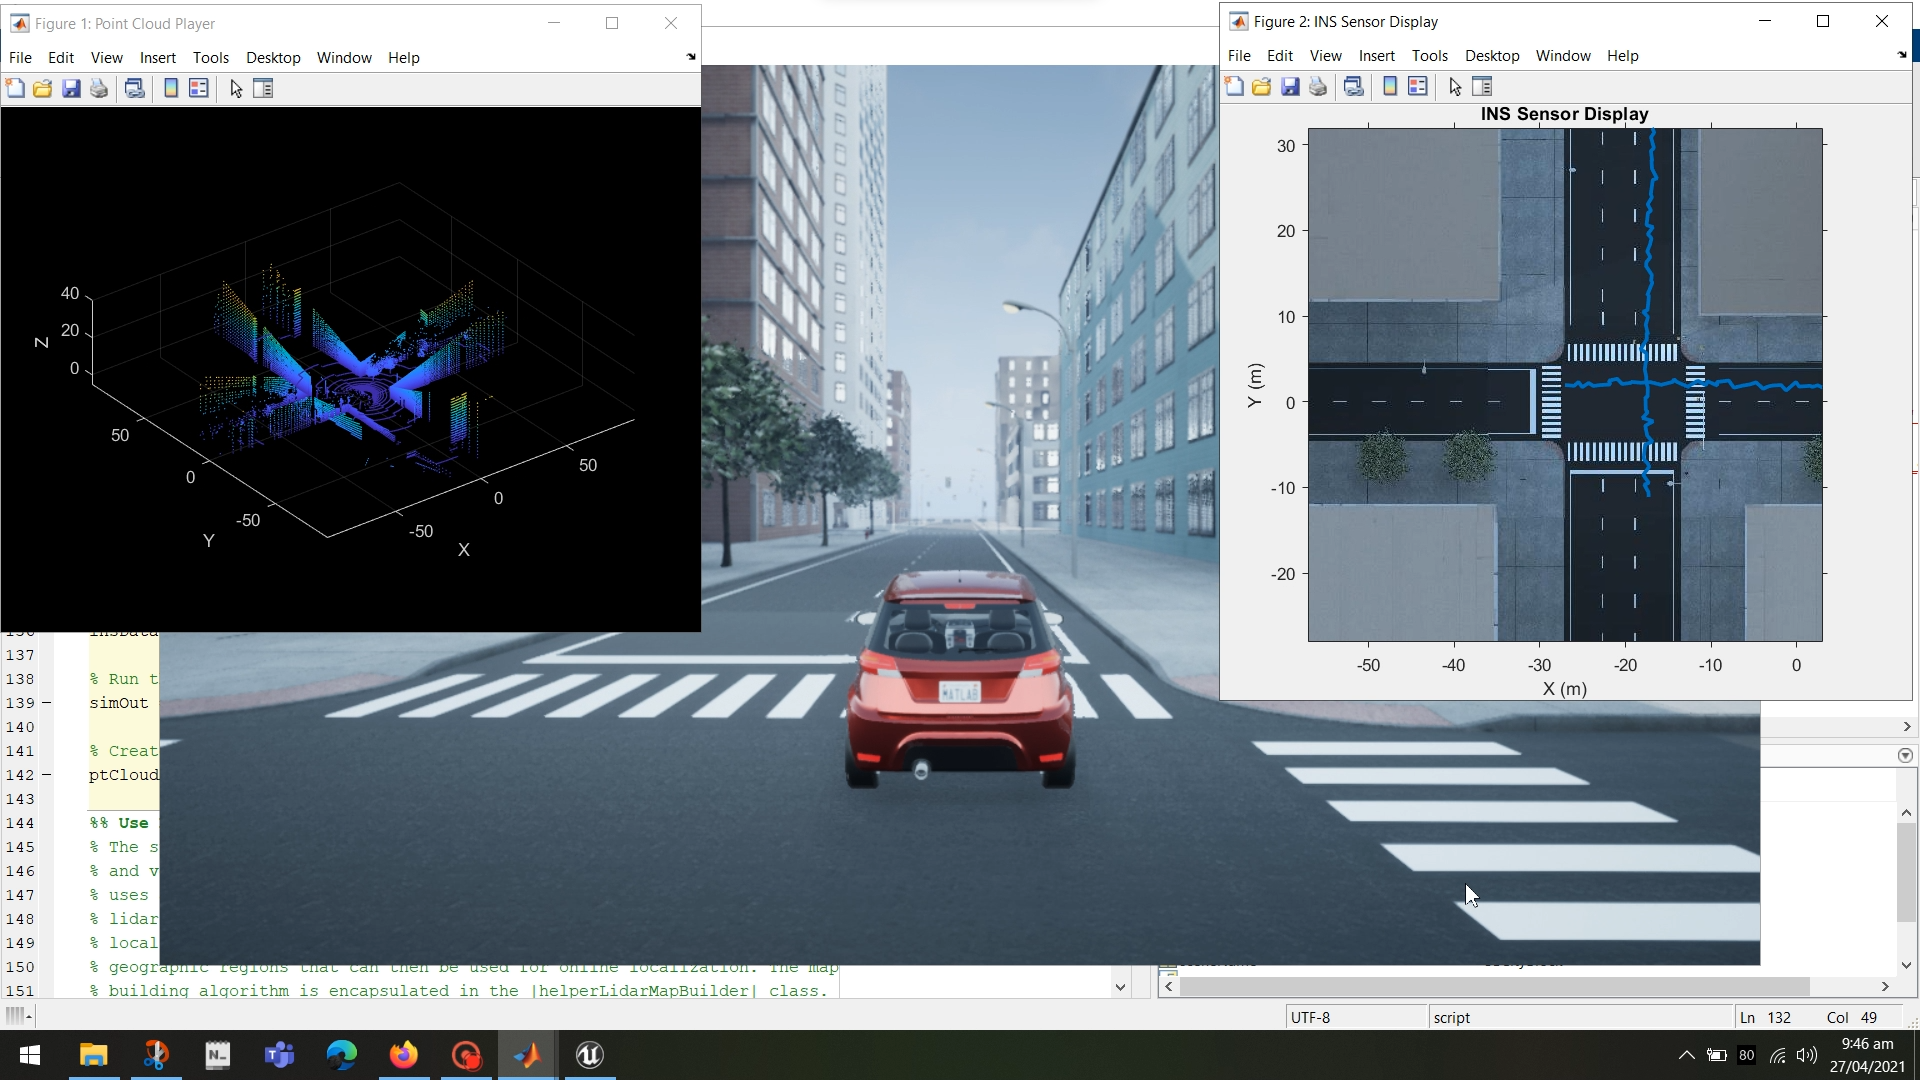 Figure 1: Point Cloud Player
File Edit View Insert Tools Desktop Window Help
40
20
0
Z
50
0
-50
Y
-50
0
50
X
Figure 2: INS Sensor Display
File Edit View Insert Tools Desktop Window Help
INS Sensor Display
30
20
10
0
-10
-20
Y (m)
-50 -40 -30 -20 -10 0
X (m)
MATLAB
137
138 % Run t
139 simOut
140
141 % Creat
142 ptCloud
143
144 %% Use
145 % The s
146 % and v
147 % uses
148 % lidar
149 % local
150 % geographic regions that can then be used for online localization. The map
151 % building algorithm is encapsulated in the |helperLidarMapBuilder| class.
UTF-8 script Ln 132 Col 49
80
9:46 am
27/04/2021